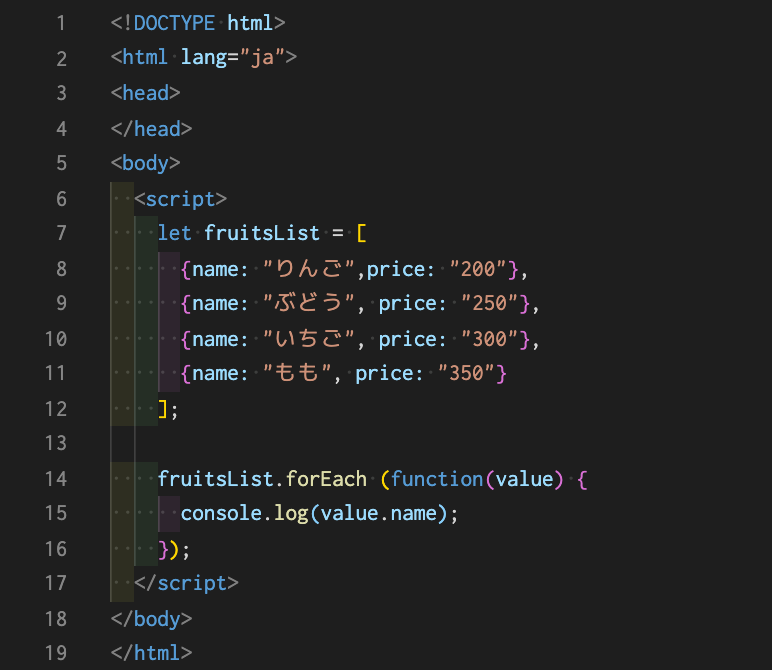 1 <!DOCTYPE html>
2 <html lang="ja">
3 <head>
4 </head>
5 <body>
6   <script>
7     let fruitsList = [
8       {name: "りんご",price: "200"},
9       {name: "ぶどう", price: "250"},
10       {name: "いちご", price: "300"},
11       {name: "もも", price: "350"}
12     ];
13
14     fruitsList.forEach (function(value) {
15       console.log(value.name);
16     });
17   </script>
18 </body>
19 </html>